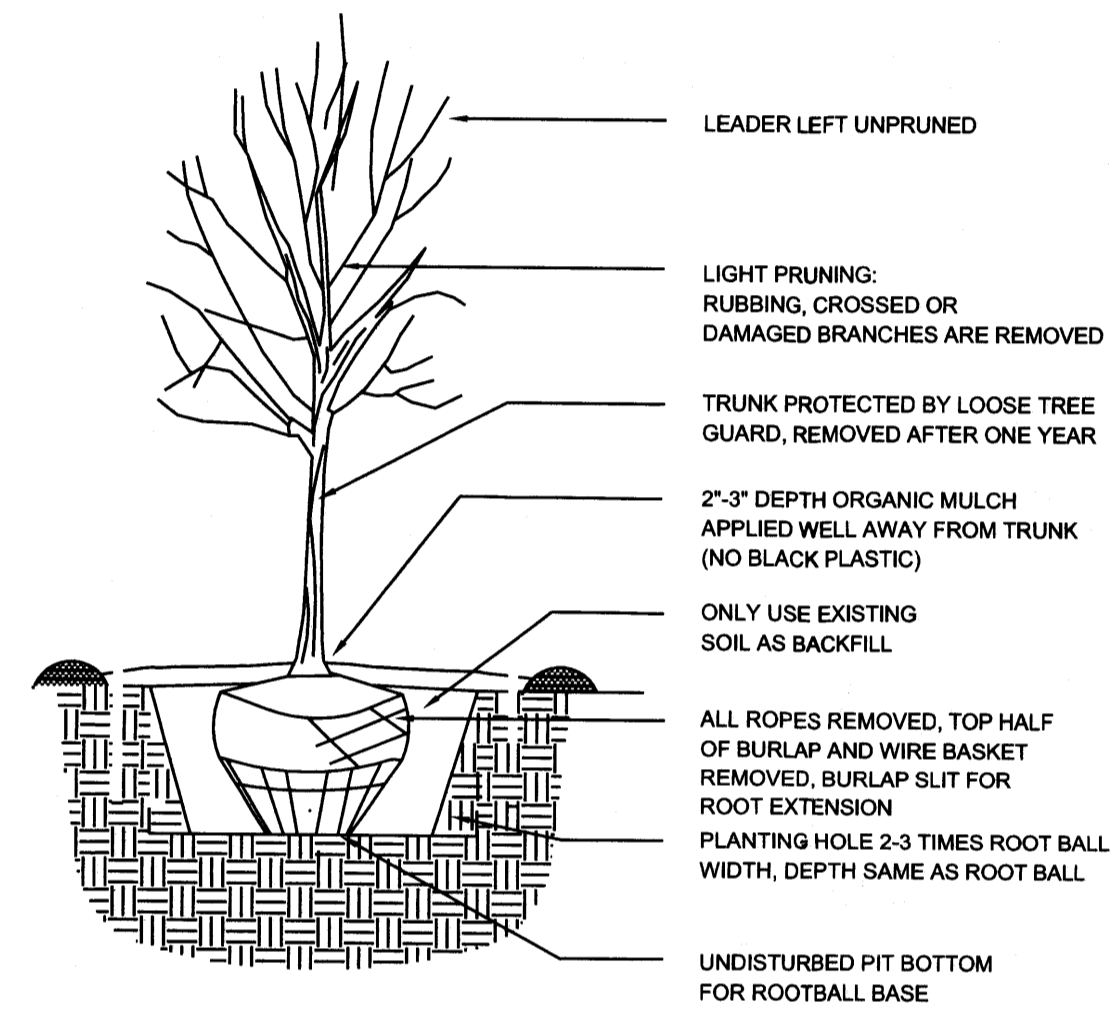 LEADER LEFT UNPRUNED
LIGHT PRUNING:
RUBBING, CROSSED OR
DAMAGED BRANCHES ARE REMOVED
TRUNK PROTECTED BY LOOSE TREE
GUARD, REMOVED AFTER ONE YEAR
2"-3" DEPTH ORGANIC MULCH
APPLIED WELL AWAY FROM TRUNK
(NO BLACK PLASTIC)
ONLY USE EXISTING
SOIL AS BACKFILL
ALL ROPES REMOVED, TOP HALF
OF BURLAP AND WIRE BASKET
REMOVED, BURLAP SLIT FOR
ROOT EXTENSION
PLANTING HOLE 2-3 TIMES ROOT BALL
WIDTH, DEPTH SAME AS ROOT BALL
UNDISTURBED PIT BOTTOM
FOR ROOTBALL BASE